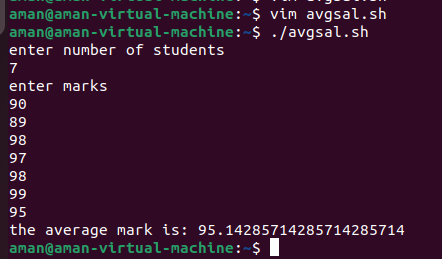 aman@aman-virtual-machine:~$ vim avgsal.sh
aman@aman-virtual-machine:~$ ./avgsal.sh
enter number of students
7
enter marks
90
89
98
97
98
99
95
the average mark is: 95.14285714285714285714
aman@aman-virtual-machine:~$